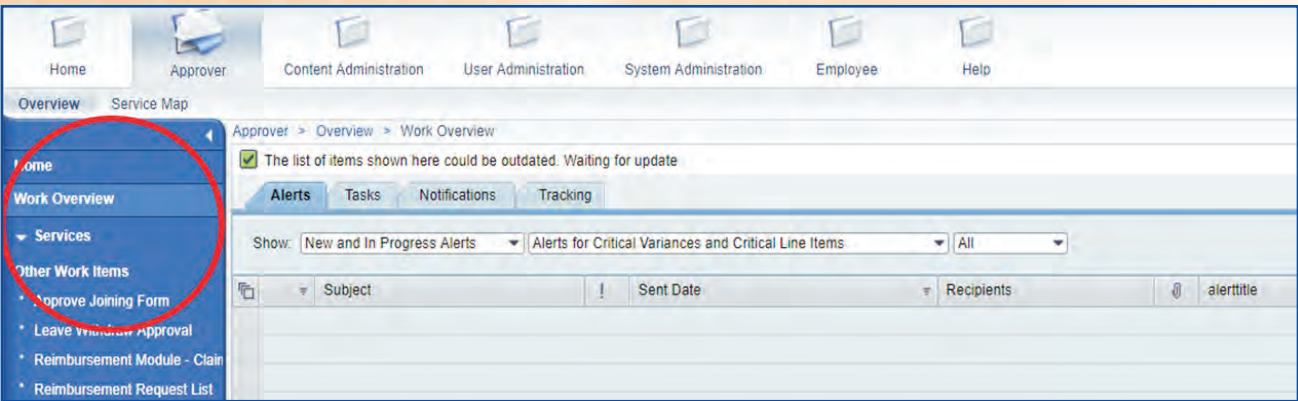 Home Approver Content Administration User Administration System Administration Employee Help
Overview Service Map
Approver > Overview > Work Overview
Home
The list of items shown here could be outdated. Waiting for update
Work Overview
Alerts Tasks Notifications Tracking
Services
Show: New and In Progress Alerts Alerts for Critical Variances and Critical Line Items All
Other Work Items
Subject ! Sent Date Recipients alerttitle
Approve Joining Form
Leave Withdraw Approval
Reimbursement Module - Clain
Reimbursement Request List